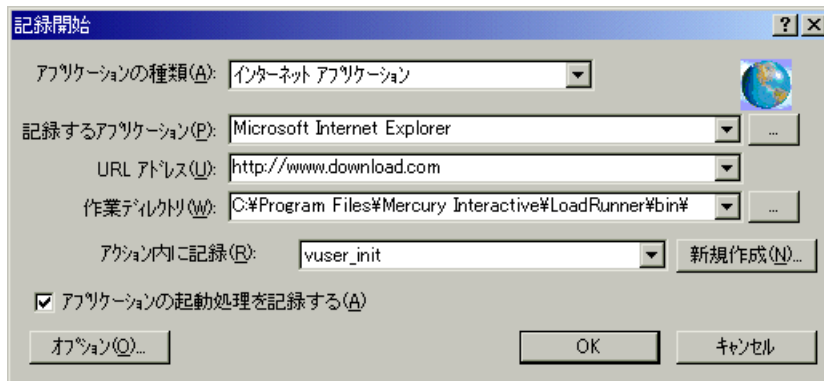 記録開始
アプリケーションの種類(A): インターネット アプリケーション
記録するアプリケーション(P): Microsoft Internet Explorer ...
URL アドレス(U): http://www.download.com
作業ディレクトリ(W): C:¥Program Files¥Mercury Interactive¥LoadRunner¥bin¥ ...
アクション内に記録(R): vuser_init 新規作成(N)...
アプリケーションの起動処理を記録する(A)
オプション(O)... OK キャンセル